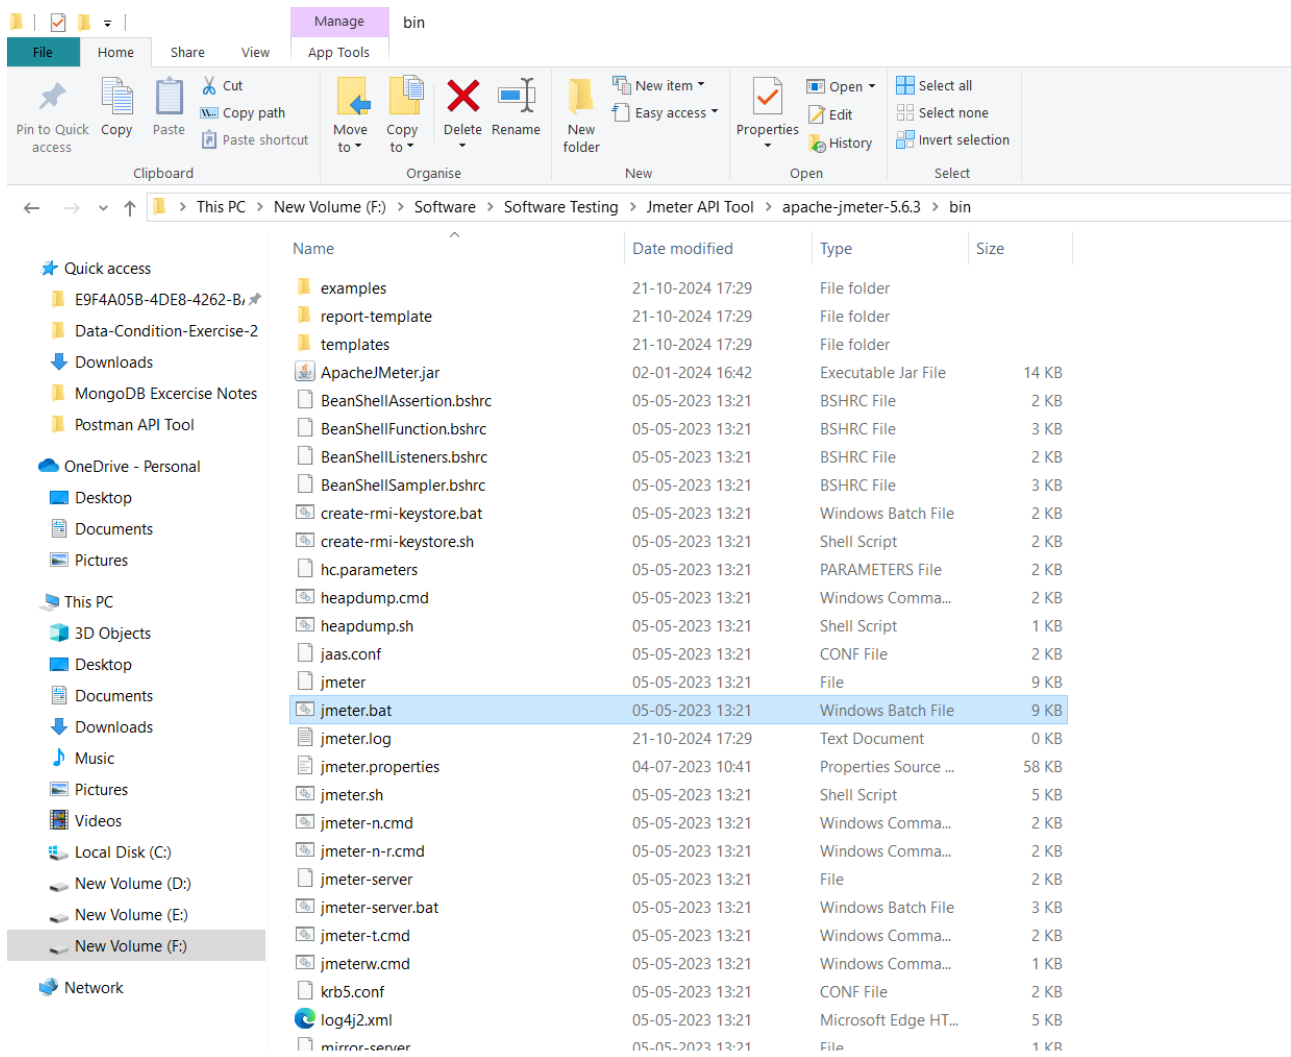 Manage
bin
File
Home
Share
View
App Tools
Pin to Quick access
Copy
Paste
Cut
Copy path
Paste shortcut
Move to
Copy to
Delete
Rename
New folder
New item
Easy access
Properties
Open
Edit
History
Select all
Select none
Invert selection
Clipboard
Organise
New
Open
Select
This PC > New Volume (F:) > Software > Software Testing > Jmeter API Tool > apache-jmeter-5.6.3 > bin
Quick access
E9F4A05B-4DE8-4262-B
Data-Condition-Exercise-2
Downloads
MongoDB Excercise Notes
Postman API Tool
OneDrive - Personal
Desktop
Documents
Pictures
This PC
3D Objects
Desktop
Documents
Downloads
Music
Pictures
Videos
Local Disk (C:)
New Volume (D:)
New Volume (E:)
New Volume (F:)
Network
Name Date modified Type Size
examples 21-10-2024 17:29 File folder
report-template 21-10-2024 17:29 File folder
templates 21-10-2024 17:29 File folder
ApacheJMeter.jar 02-01-2024 16:42 Executable Jar File 14 KB
BeanShellAssertion.bshrc 05-05-2023 13:21 BSHRC File 2 KB
BeanShellFunction.bshrc 05-05-2023 13:21 BSHRC File 3 KB
BeanShellListeners.bshrc 05-05-2023 13:21 BSHRC File 2 KB
BeanShellSampler.bshrc 05-05-2023 13:21 BSHRC File 3 KB
create-rmi-keystore.bat 05-05-2023 13:21 Windows Batch File 2 KB
create-rmi-keystore.sh 05-05-2023 13:21 Shell Script 2 KB
hc.parameters 05-05-2023 13:21 PARAMETERS File 2 KB
heapdump.cmd 05-05-2023 13:21 Windows Comma... 2 KB
heapdump.sh 05-05-2023 13:21 Shell Script 1 KB
jaas.conf 05-05-2023 13:21 CONF File 2 KB
jmeter 05-05-2023 13:21 File 9 KB
jmeter.bat 05-05-2023 13:21 Windows Batch File 9 KB
jmeter.log 21-10-2024 17:29 Text Document 0 KB
jmeter.properties 04-07-2023 10:41 Properties Source ... 58 KB
jmeter.sh 05-05-2023 13:21 Shell Script 5 KB
jmeter-n.cmd 05-05-2023 13:21 Windows Comma... 2 KB
jmeter-n-r.cmd 05-05-2023 13:21 Windows Comma... 2 KB
jmeter-server 05-05-2023 13:21 File 2 KB
jmeter-server.bat 05-05-2023 13:21 Windows Batch File 3 KB
jmeter-t.cmd 05-05-2023 13:21 Windows Comma... 2 KB
jmeterw.cmd 05-05-2023 13:21 Windows Comma... 1 KB
krb5.conf 05-05-2023 13:21 CONF File 2 KB
log4j2.xml 05-05-2023 13:21 Microsoft Edge HT... 5 KB
mirror-server 05-05-2023 13:21 File 1 KB